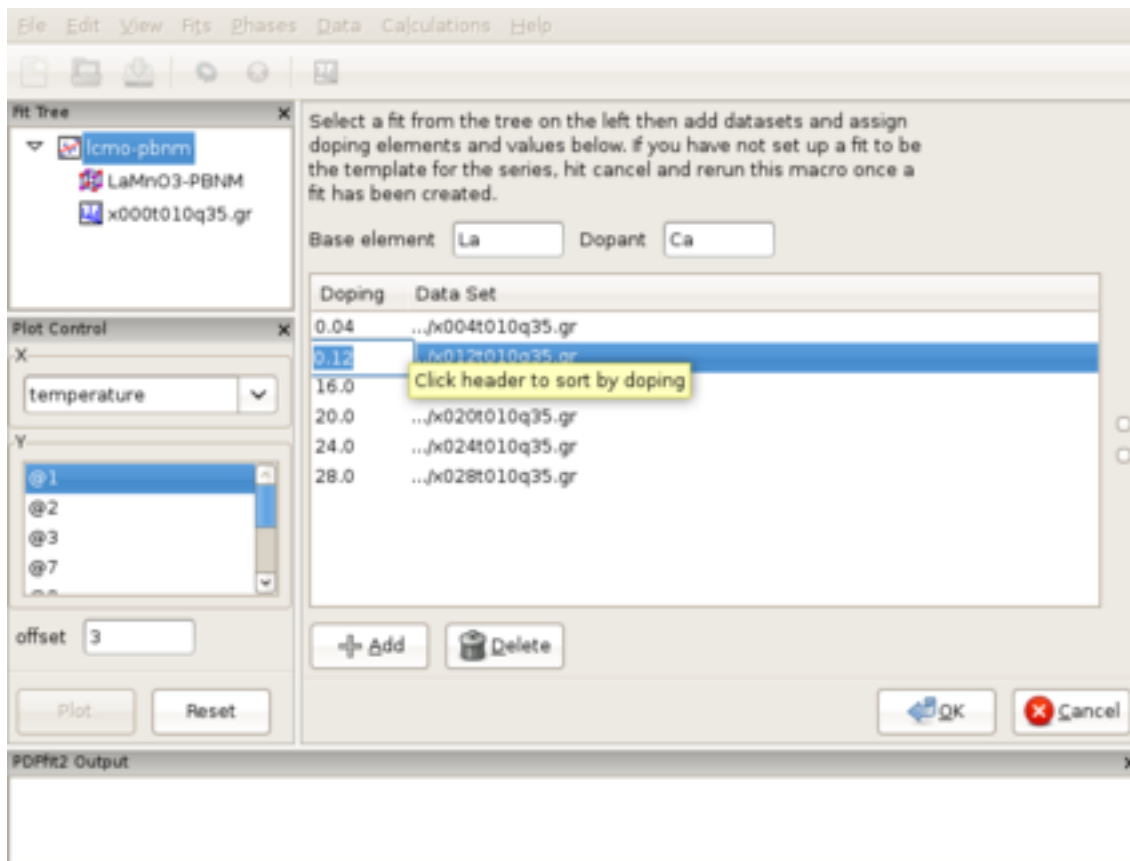 File Edit View Fits Phases Data Calculations Help
Fit Tree
lcmo-pbnm
LaMnO3-PBNM
x000t010q35.gr
Plot Control
X
temperature
Y
@1
@2
@3
@7
offset 3
Plot Reset
Select a fit from the tree on the left then add datasets and assign
doping elements and values below. If you have not set up a fit to be
the template for the series, hit cancel and rerun this macro once a
fit has been created.
Base element La Dopant Ca
Doping Data Set
0.04 .../x004t010q35.gr
0.12 .../x012t010q35.gr
Click header to sort by doping
16.0
20.0 .../x020t010q35.gr
24.0 .../x024t010q35.gr
28.0 .../x028t010q35.gr
Add Delete
OK Cancel
PDFfit2 Output